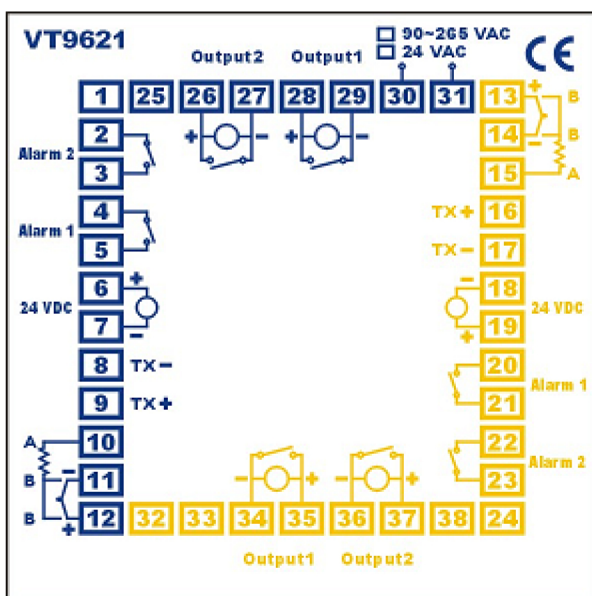 VT9621
Output2 Output1
90~265 VAC
24 VAC
CE
1 25 26 27 28 29 30 31 13
+ - + -
2 14
Alarm 2
3 15
+ B
- B
A
4 16 TX+
Alarm 1
5 17 TX-
6 + 18 -
24 VDC 24 VDC
7 - 19 +
8 TX- 20
Alarm 1
9 TX+ 21
A 10 22
Alarm 2
B 11 - 23
B 12 + 32 33 34 35 36 37 38 24
- + - +
Output1 Output2